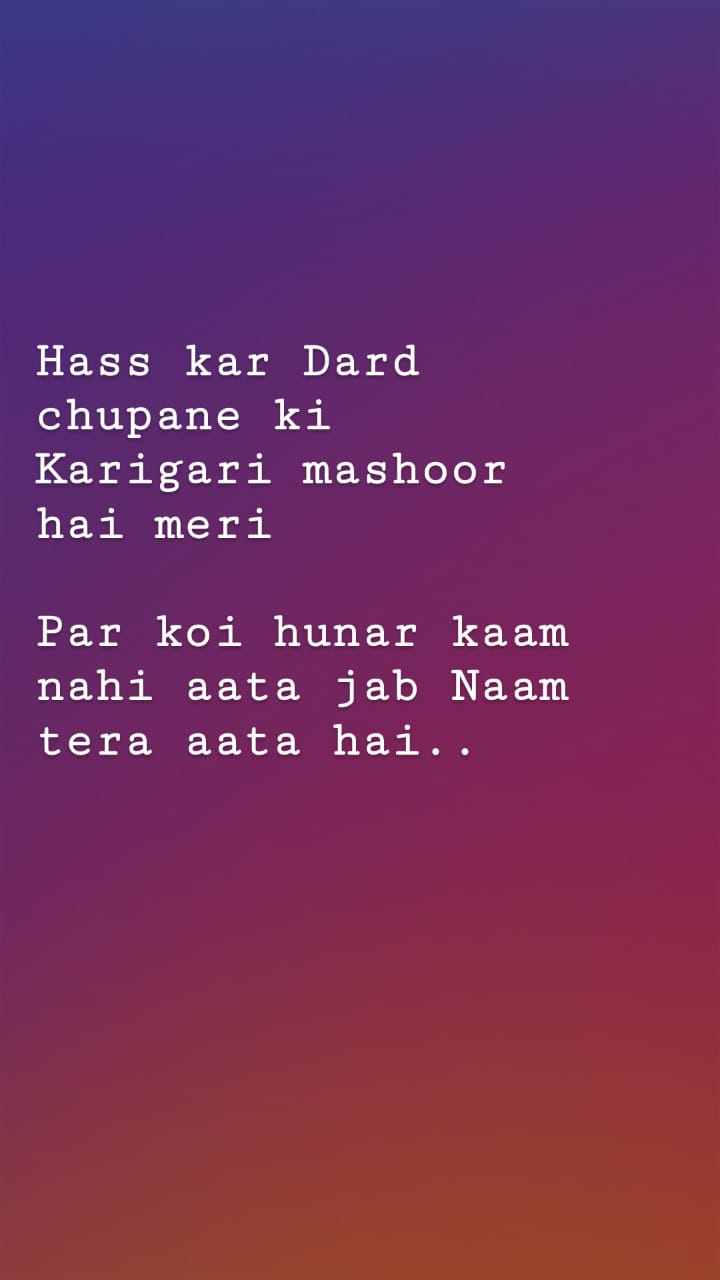 Hass kar Dard
chupane ki
Karigari mashoor
hai meri
Par koi hunar kaam
nahi aata jab Naam
tera aata hai..